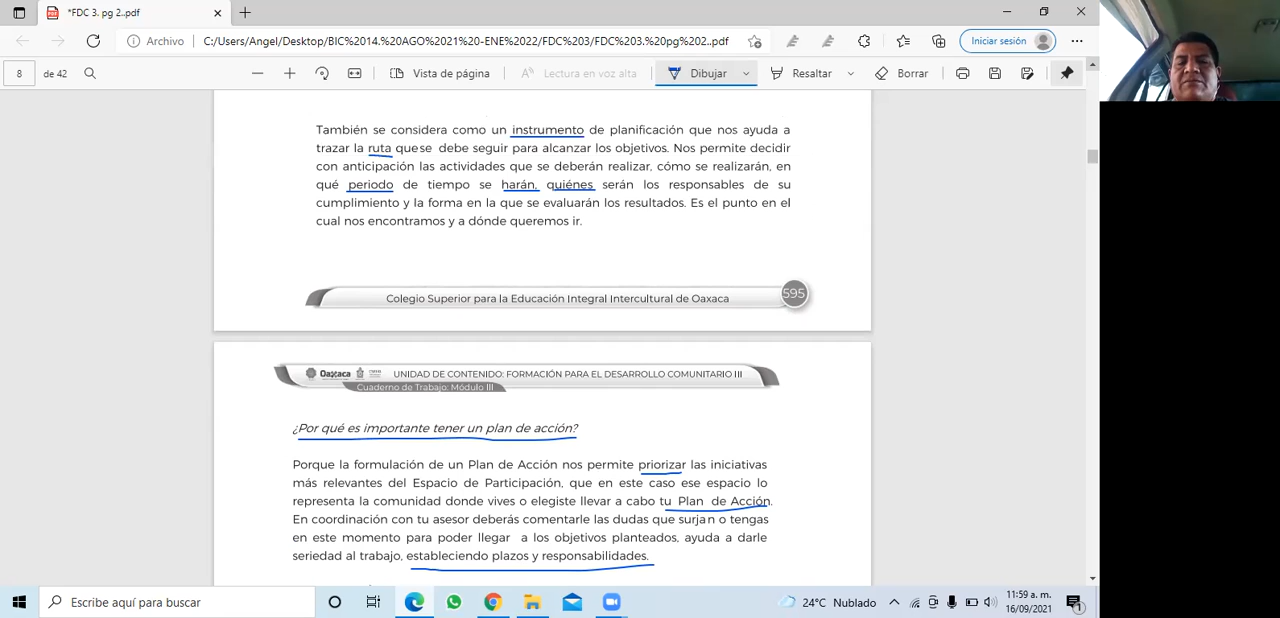 *FDC 3. pg 2..pdf
Archivo C:/Users/Angel/Desktop/BIC%2014.%20AGO%2021%20-ENE%2022/FDC%203/FDC%203.%20pg%202..pdf Iniciar sesión
8 de 42 Vista de página Lectura en voz alta Dibujar Resaltar Borrar
También se considera como un instrumento de planificación que nos ayuda a
trazar la ruta quese debe seguir para alcanzar los objetivos. Nos permite decidir
con anticipación las actividades que se deberán realizar, cómo se realizarán, en
qué periodo de tiempo se harán, quiénes serán los responsables de su
cumplimiento y la forma en la que se evaluarán los resultados. Es el punto en el
cual nos encontramos y a dónde queremos ir.
Colegio Superior para la Educación Integral Intercultural de Oaxaca 595
Oaxaca UNIDAD DE CONTENIDO: FORMACIÓN PARA EL DESARROLLO COMUNITARIO III
Cuaderno de Trabajo: Módulo III
¿Por qué es importante tener un plan de acción?
Porque la formulación de un Plan de Acción nos permite priorizar las iniciativas
más relevantes del Espacio de Participación, que en este caso ese espacio lo
representa la comunidad donde vives o elegiste llevar a cabo tu Plan de Acción.
En coordinación con tu asesor deberás comentarle las dudas que surjan o tengas
en este momento para poder llegar a los objetivos planteados, ayuda a darle
seriedad al trabajo, estableciendo plazos y responsabilidades.
Escribe aquí para buscar 24°C Nublado 11:59 a. m.
16/09/2021